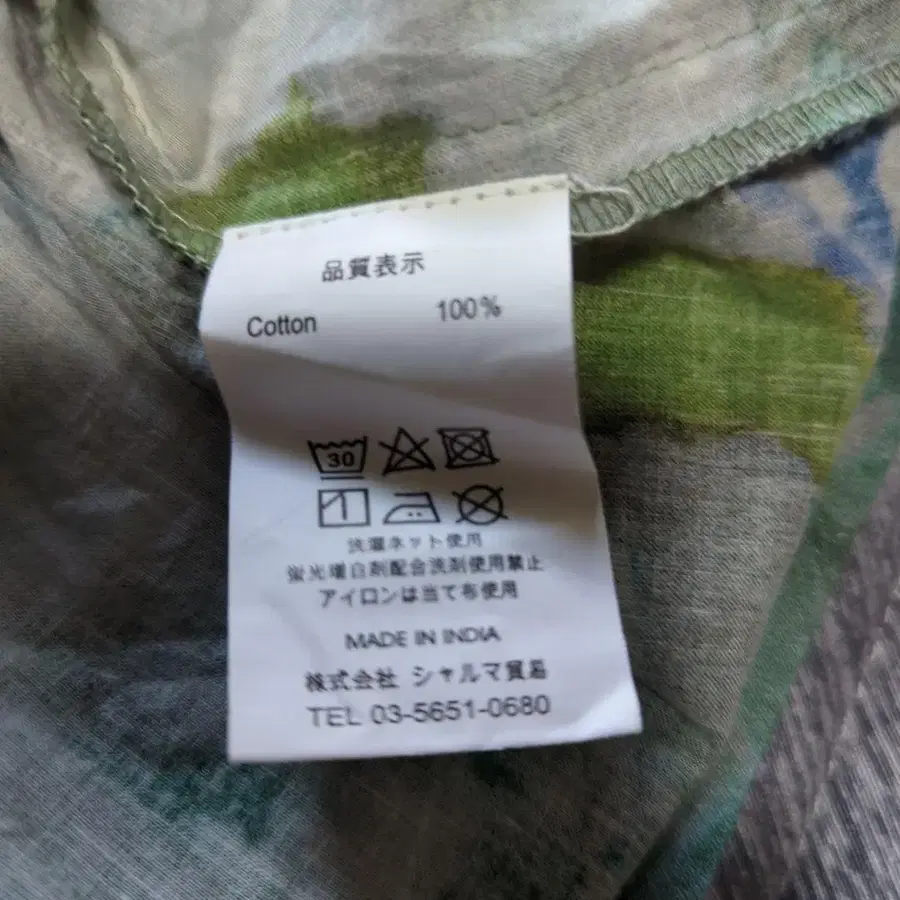 品質表示
Cotton 100%
30
洗濯ネット使用
蛍光増白剤配合洗剤使用禁止
アイロンは当て布使用
MADE IN INDIA
株式会社 シャルマ貿易
TEL 03-5651-0680